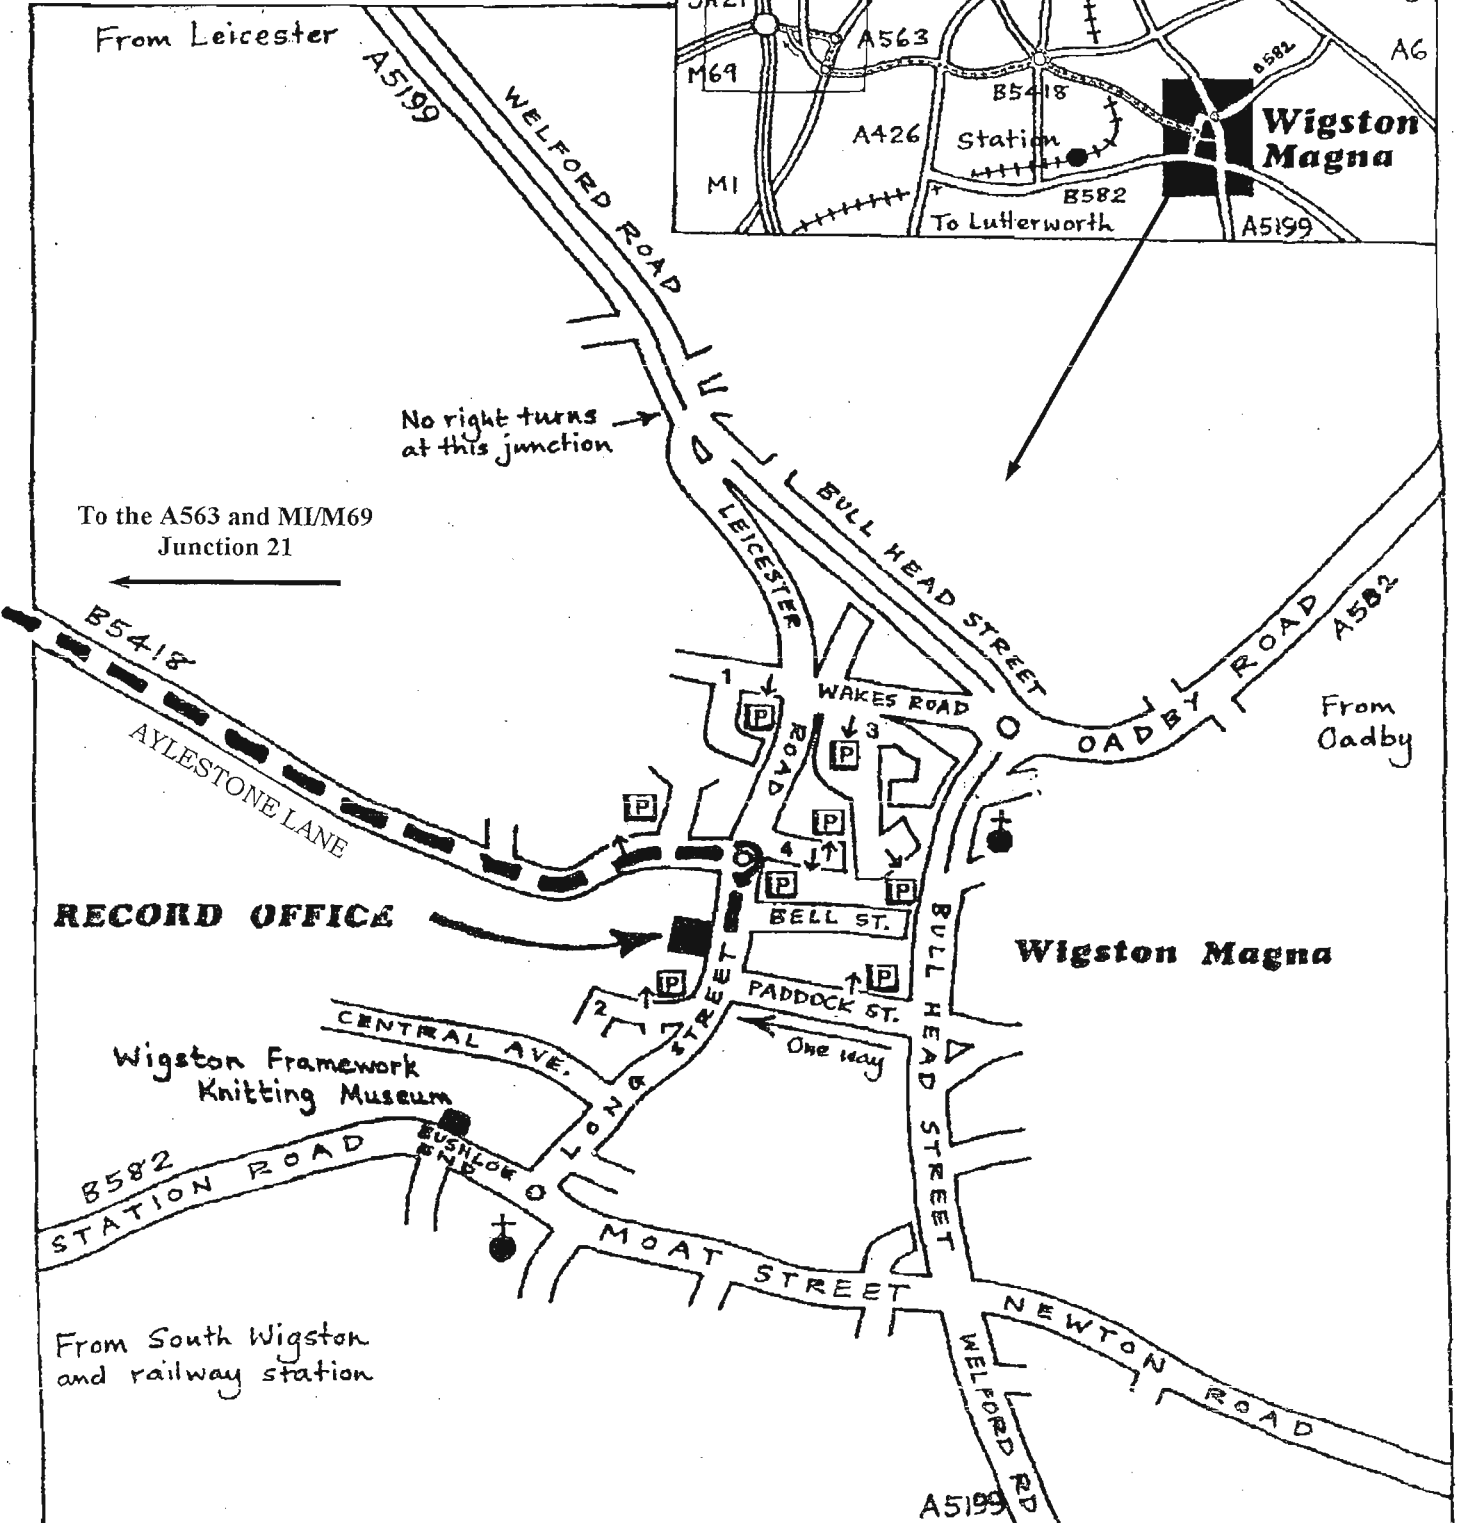 From Leicester
A5199
WELFORD ROAD
M69
A563
B5418
A426
Station
M1
B582
To Lutterworth
B582
A6
Wigston
Magna
A5199
No right turns
at this junction
To the A563 and M1/M69
Junction 21
B5418
AYLESTONE LANE
LEICESTER
ROAD
BULL HEAD STREET
WAKES ROAD
OADBY ROAD
A582
From
Oadby
1
P
3
P
P
P
4
P
P
RECORD OFFICE
BELL ST.
Wigston Magna
P
2
P
PADDOCK ST.
One way
CENTRAL AVE.
LONG STREET
BULL HEAD STREET
Wigston Framework
Knitting Museum
BUSHLOE
END
B582
STATION ROAD
MOAT STREET
NEWTON ROAD
From South Wigston
and railway station
WELFORD RD
A5199